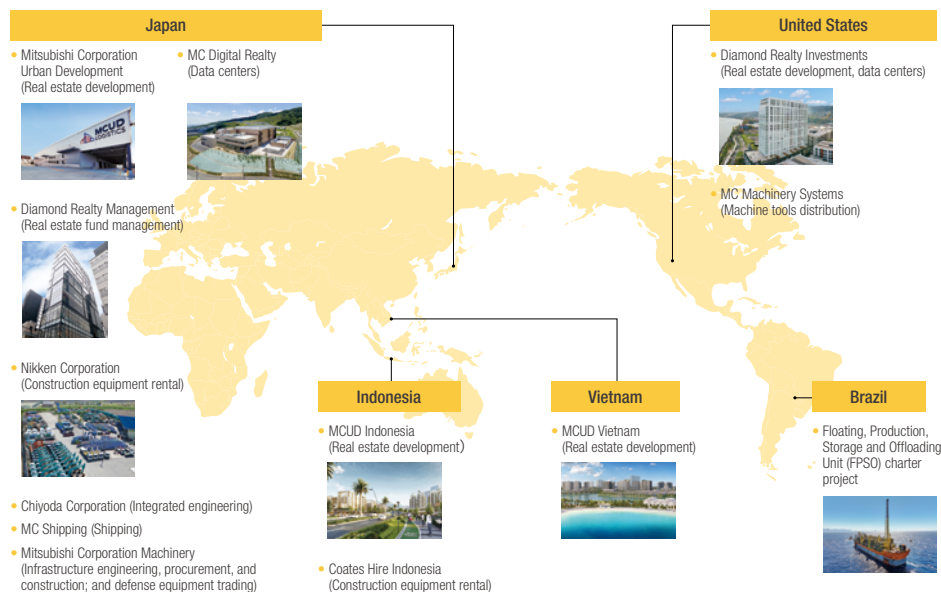 Japan
• Mitsubishi Corporation
Urban Development
(Real estate development)
• MC Digital Realty
(Data centers)
MCUD
LOGISTICS
• Diamond Realty Management
(Real estate fund management)
• Nikken Corporation
(Construction equipment rental)
• Chiyoda Corporation (Integrated engineering)
• MC Shipping (Shipping)
• Mitsubishi Corporation Machinery
(Infrastructure engineering, procurement, and
construction; and defense equipment trading)
Indonesia
• MCUD Indonesia
(Real estate development)
• Coates Hire Indonesia
(Construction equipment rental)
Vietnam
• MCUD Vietnam
(Real estate development)
United States
• Diamond Realty Investments
(Real estate development, data centers)
• MC Machinery Systems
(Machine tools distribution)
Brazil
• Floating, Production,
Storage and Offloading
Unit (FPSO) charter
project